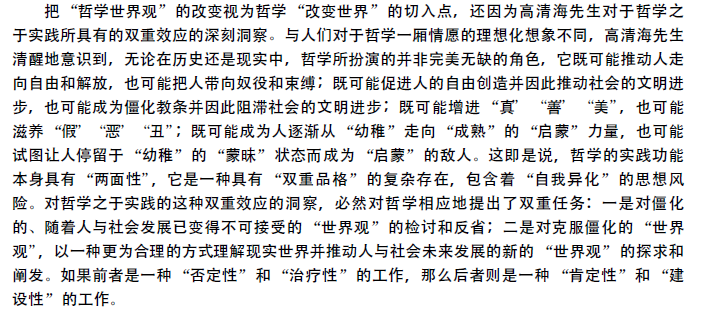 把“哲学世界观”的改变视为哲学“改变世界”的切入点，还因为高清海先生对于哲学之
于实践所具有的双重效应的深刻洞察。与人们对于哲学一厢情愿的理想化想象不同，高清海先生
清醒地意识到，无论在历史还是现实中，哲学所扮演的并非完美无缺的角色，它既可能推动人走
向自由和解放，也可能把人带向奴役和束缚；既可能促进人的自由创造并因此推动社会的文明进
步，也可能成为僵化教条并因此阻滞社会的文明进步；既可能增进“真”“善”“美”，也可能
滋养“假”“恶”“丑”；既可能成为人逐渐从“幼稚”走向“成熟”的“启蒙”力量，也可能
试图让人停留于“幼稚”的“蒙昧”状态而成为“启蒙”的敌人。这即是说，哲学的实践功能
本身具有“两面性”，它是一种具有“双重品格”的复杂存在，包含着“自我异化”的思想风
险。对哲学之于实践的这种双重效应的洞察，必然对哲学相应地提出了双重任务：一是对僵化
的、随着人与社会发展已变得不可接受的“世界观”的检讨和反省；二是对克服僵化的“世界
观”，以一种更为合理的方式理解现实世界并推动人与社会未来发展的新的“世界观”的探求和
阐发。如果前者是一种“否定性”和“治疗性”的工作，那么后者则是一种“肯定性”和“建
设性”的工作。